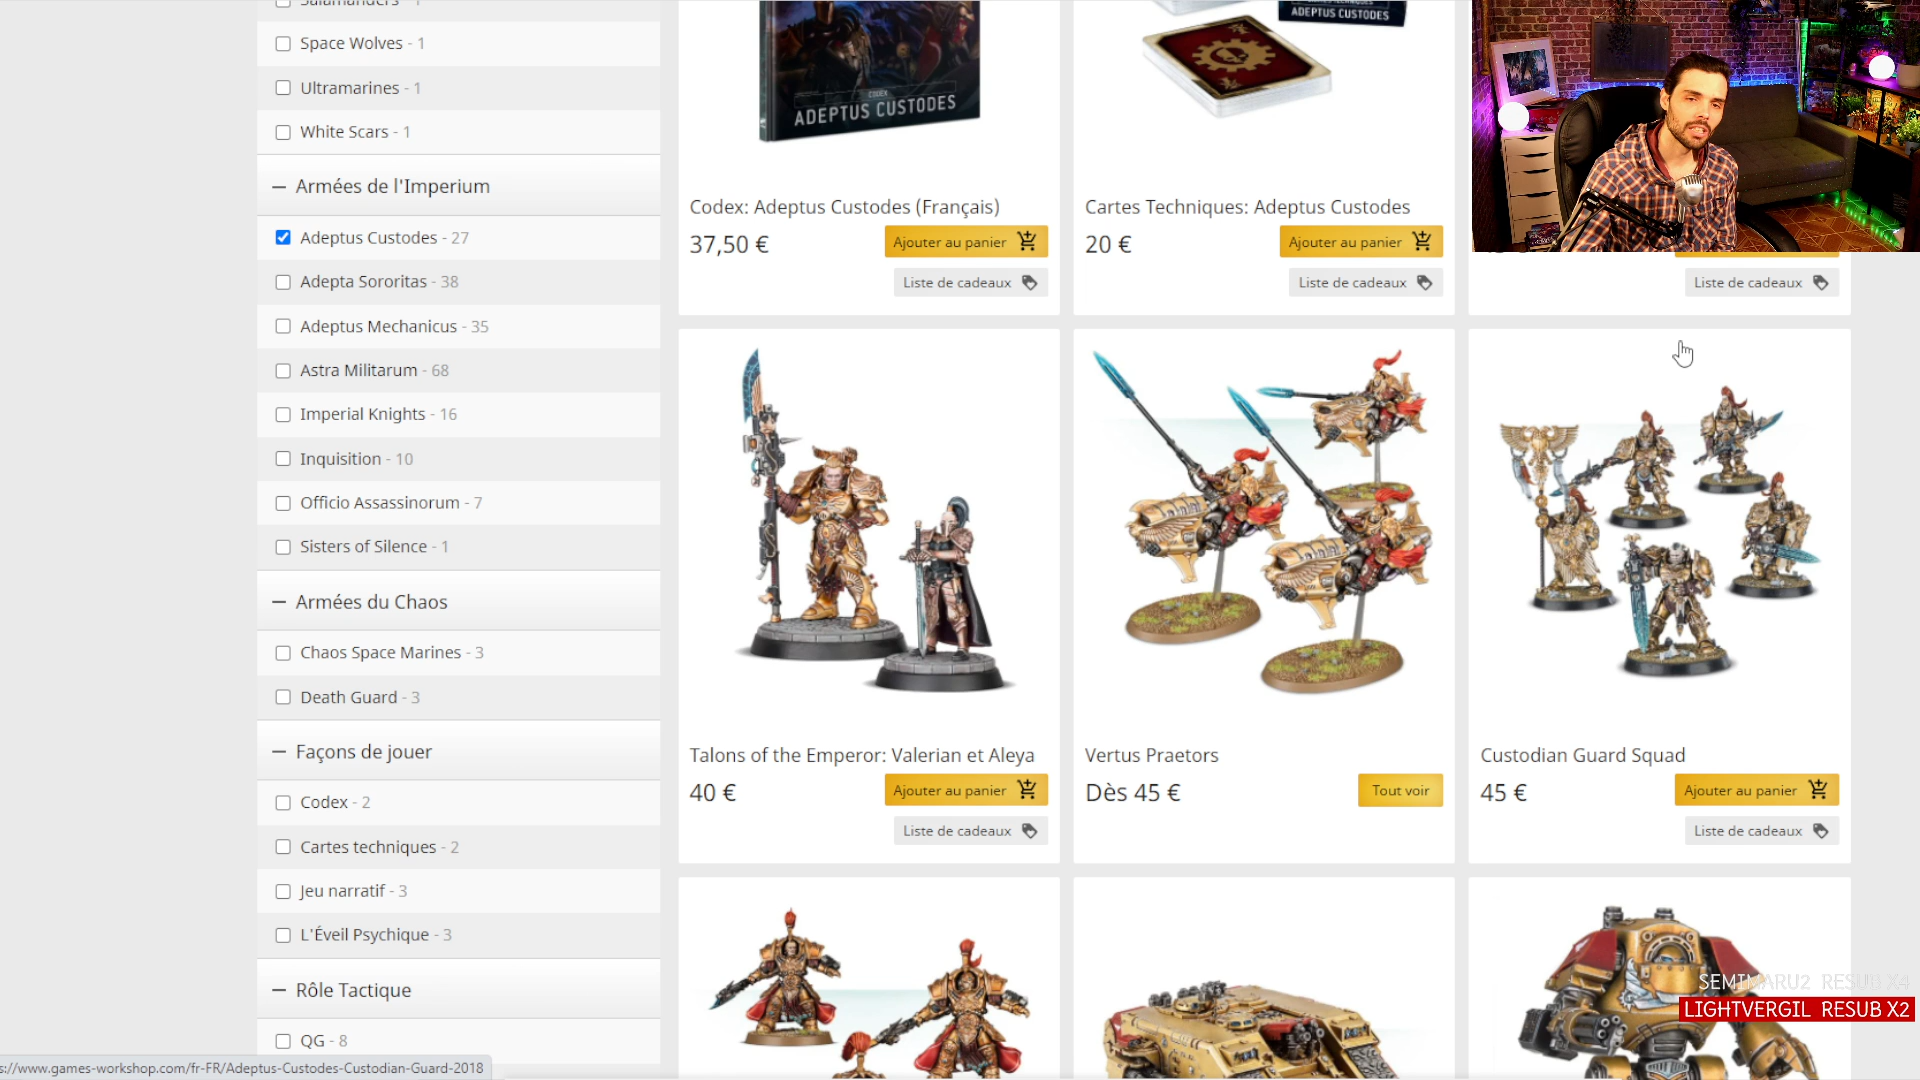 Salamanders - 1
Space Wolves - 1
Ultramarines - 1
White Scars - 1
— Armées de l'Imperium
Adeptus Custodes - 27
Adepta Sororitas - 38
Adeptus Mechanicus - 35
Astra Militarum - 68
Imperial Knights - 16
Inquisition - 10
Officio Assassinorum - 7
Sisters of Silence - 1
— Armées du Chaos
Chaos Space Marines - 3
Death Guard - 3
— Façons de jouer
Codex - 2
Cartes techniques - 2
Jeu narratif - 3
L'Éveil Psychique - 3
— Rôle Tactique
QG - 8
s://www.games-workshop.com/fr-FR/Adeptus-Custodes-Custodian-Guard-2018
CODEX
ADEPTUS CUSTODES
Codex: Adeptus Custodes (Français)
37,50 €
Ajouter au panier
Liste de cadeaux
ADEPTUS CUSTODES
Cartes Techniques: Adeptus Custodes
20 €
Ajouter au panier
Liste de cadeaux
Liste de cadeaux
Talons of the Emperor: Valerian et Aleya
40 €
Ajouter au panier
Liste de cadeaux
Vertus Praetors
Dès 45 €
Tout voir
Custodian Guard Squad
45 €
Ajouter au panier
Liste de cadeaux
SEMIMARU2 RESUB X4
LIGHTVERGIL RESUB X2